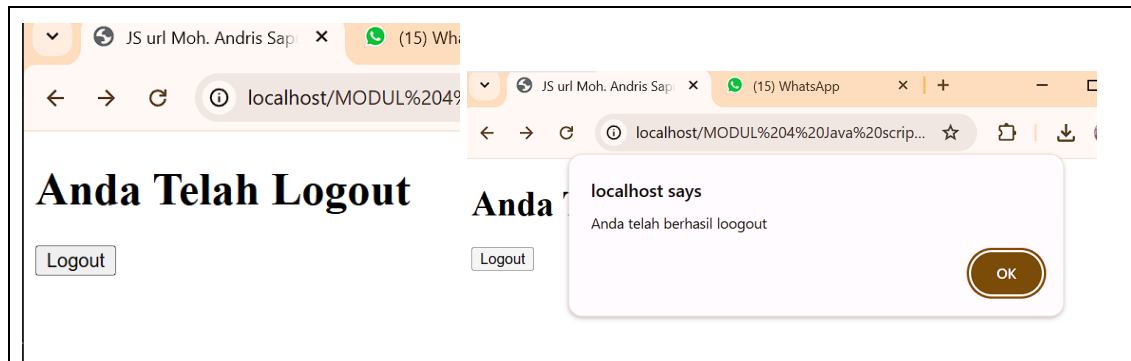 JS url Moh. Andris Sap
(15) Wh
localhost/MODUL%204%
Anda Telah Logout
Logout
JS url Moh. Andris Sap
(15) WhatsApp
localhost/MODUL%204%20Java%20scrip...
Anda
Logout
localhost says
Anda telah berhasil loogout
OK